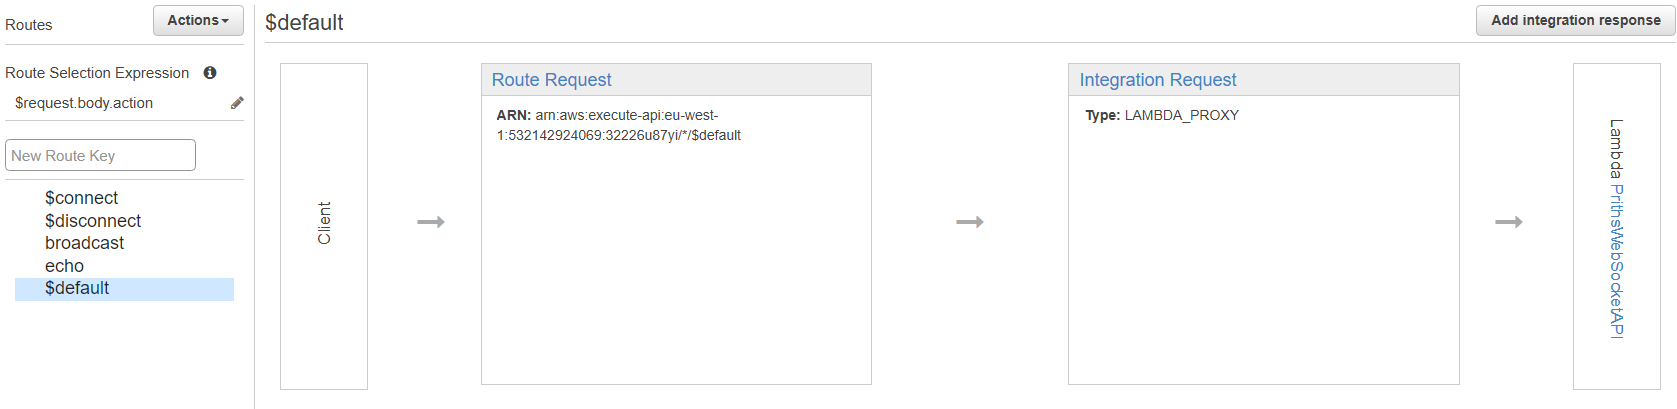 Routes
Actions
Route Selection Expression
$request.body.action
New Route Key
$connect
$disconnect
broadcast
echo
$default
$default
Add integration response
Client
Route Request
ARN: arn:aws:execute-api:eu-west-
1:532142924069:32226u87yi/*/$default
Integration Request
Type: LAMBDA_PROXY
Lambda PrithsWebSocketAPI